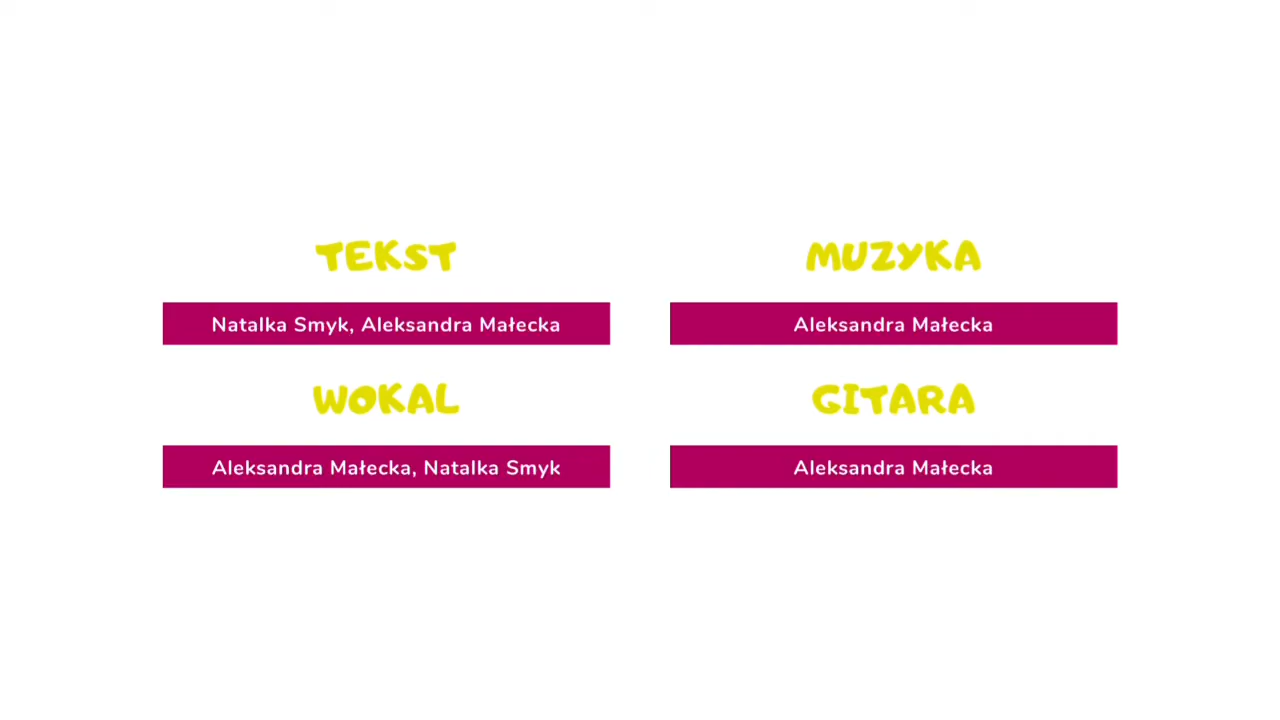 TEKST
Natalka Smyk, Aleksandra Małecka
MUZYKA
Aleksandra Małecka
WOKAL
Aleksandra Małecka, Natalka Smyk
GITARA
Aleksandra Małecka